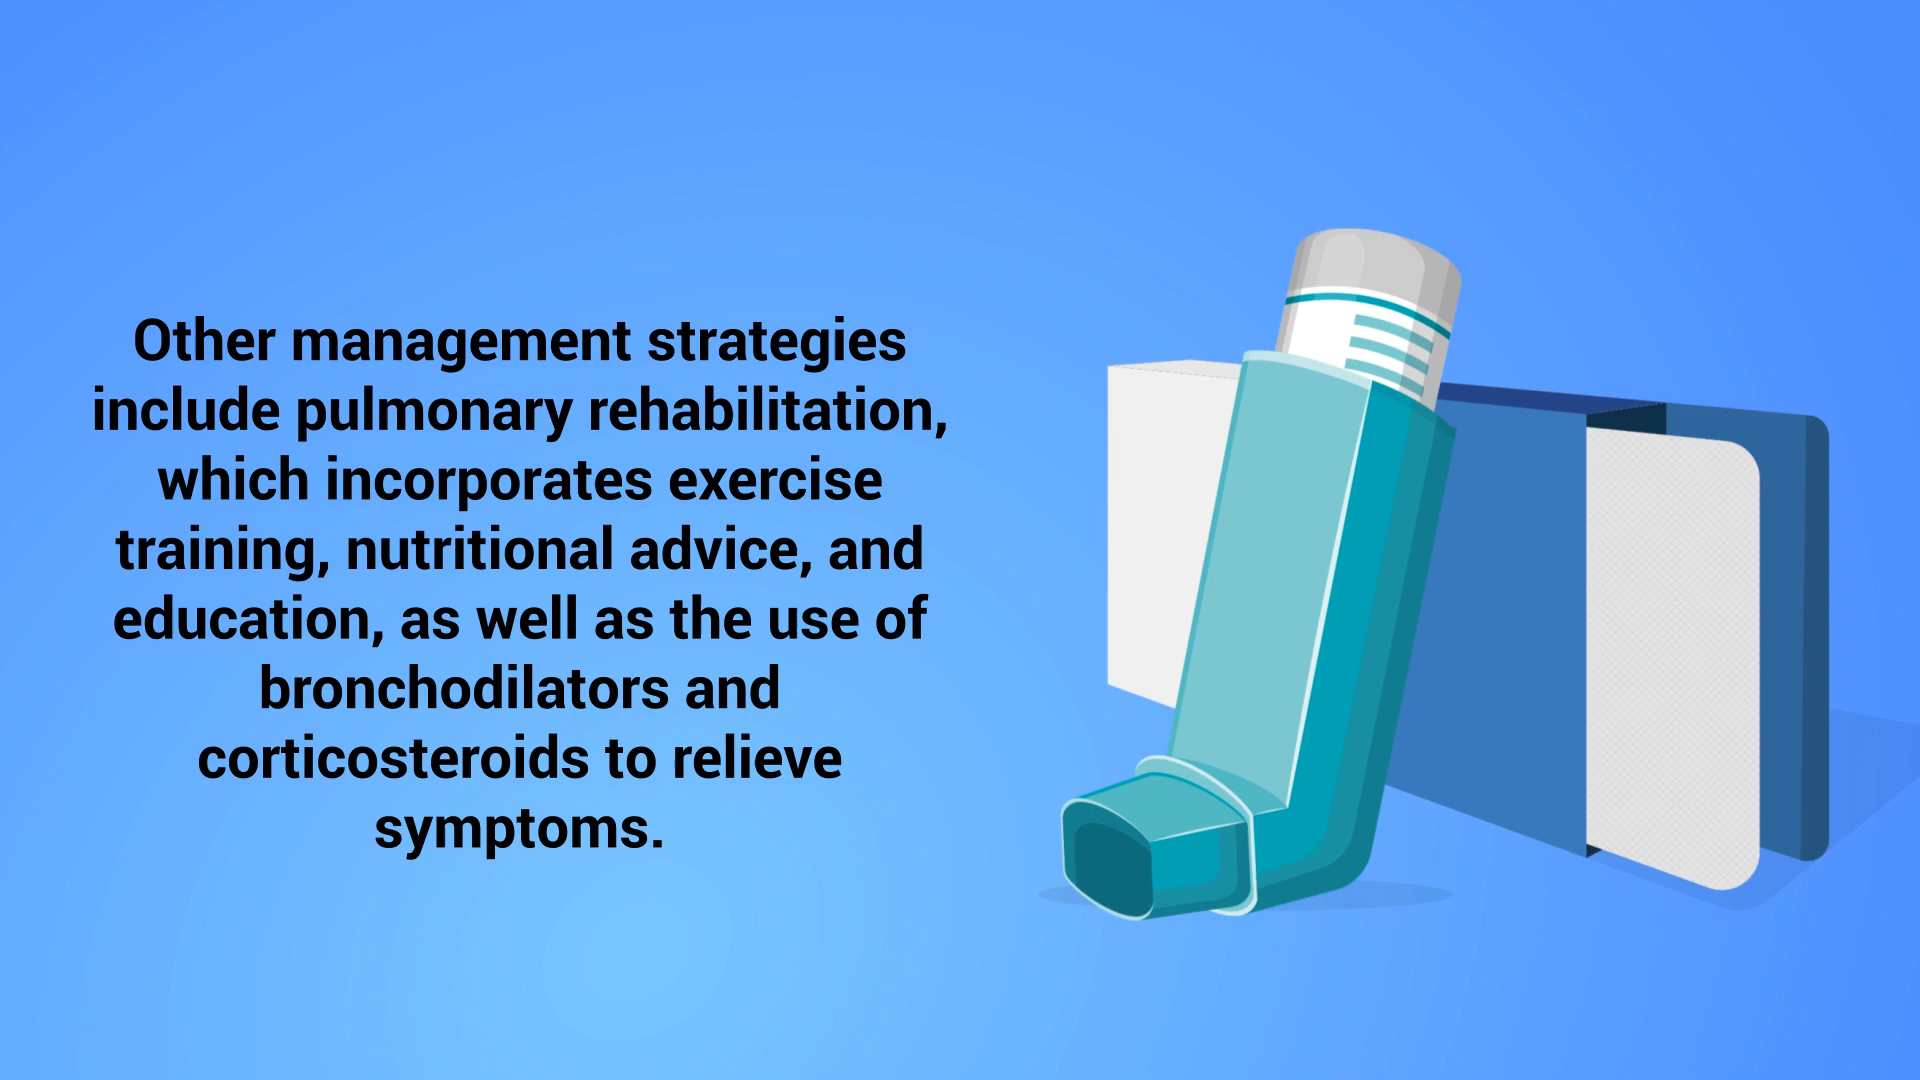 Other management strategies
include pulmonary rehabilitation,
which incorporates exercise
training, nutritional advice, and
education, as well as the use of
bronchodilators and
corticosteroids to relieve
symptoms.